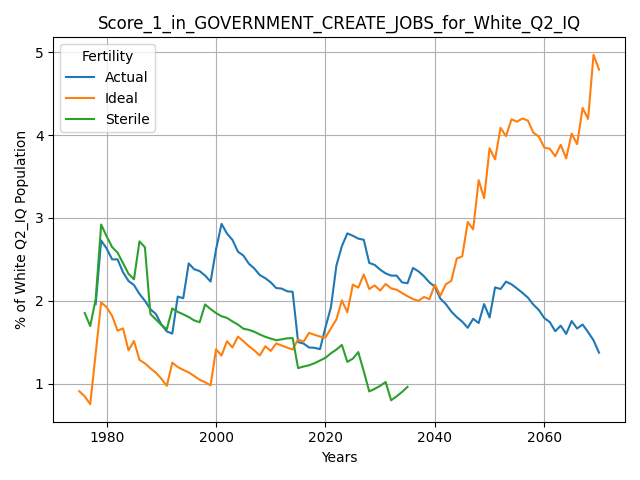 Score_1_in_GOVERNMENT_CREATE_JOBS_for_White_Q2_IQ
Fertility
Actual
Ideal
Sterile
% of White Q2_IQ Population
5
4
3
2
1
1980 2000 2020 2040 2060
Years